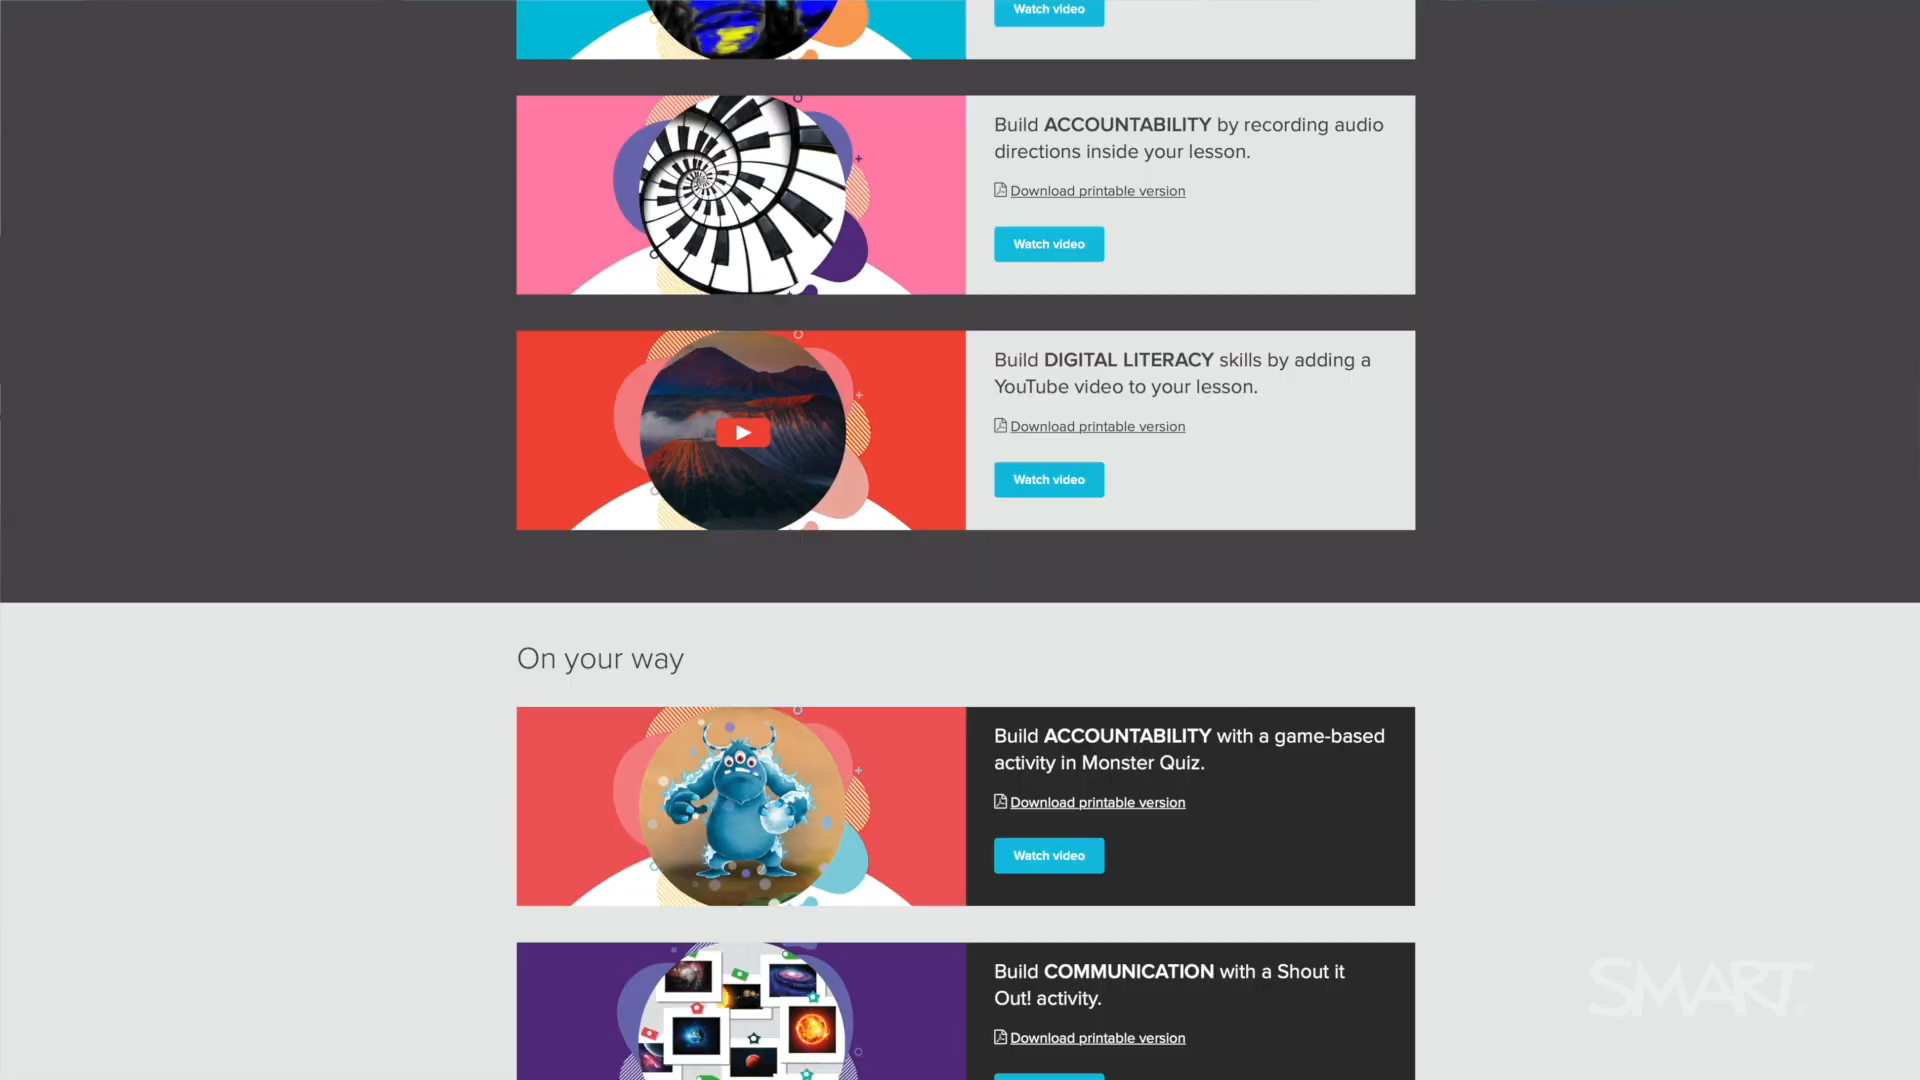 Watch video
Build ACCOUNTABILITY by recording audio
directions inside your lesson.
Download printable version
Watch video
Build DIGITAL LITERACY skills by adding a
YouTube video to your lesson.
Download printable version
Watch video
On your way
Build ACCOUNTABILITY with a game-based
activity in Monster Quiz.
Download printable version
Watch video
Build COMMUNICATION with a Shout it
Out! activity.
Download printable version
SMART